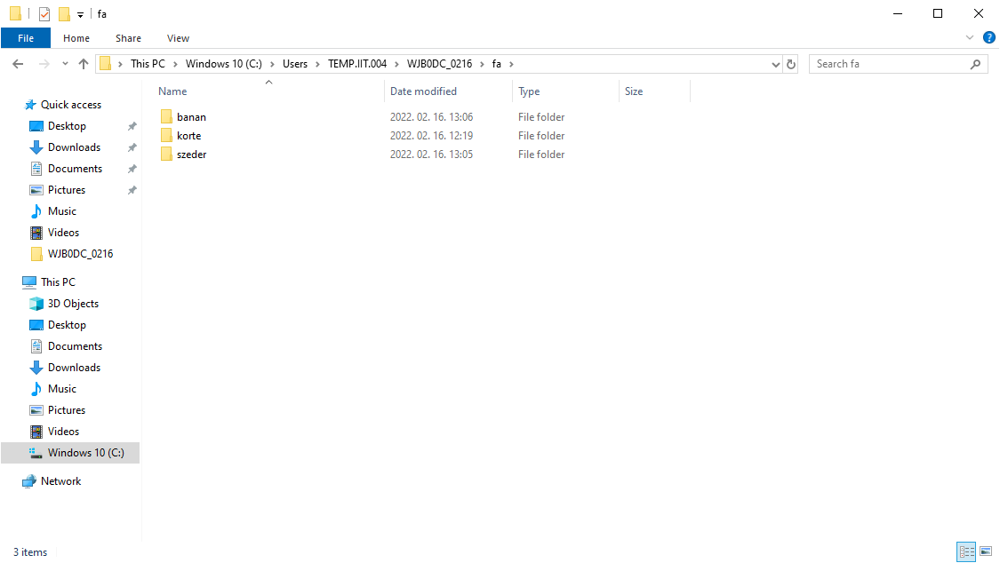 fa
File Home Share View
This PC Windows 10 (C:) Users TEMP.IIT.004 WJB0DC_0216 fa Search fa
Name Date modified Type Size
banan 2022. 02. 16. 13:06 File folder
korte 2022. 02. 16. 12:19 File folder
szeder 2022. 02. 16. 13:05 File folder
Quick access
Desktop
Downloads
Documents
Pictures
Music
Videos
WJB0DC_0216
This PC
3D Objects
Desktop
Documents
Downloads
Music
Pictures
Videos
Windows 10 (C:)
Network
3 items